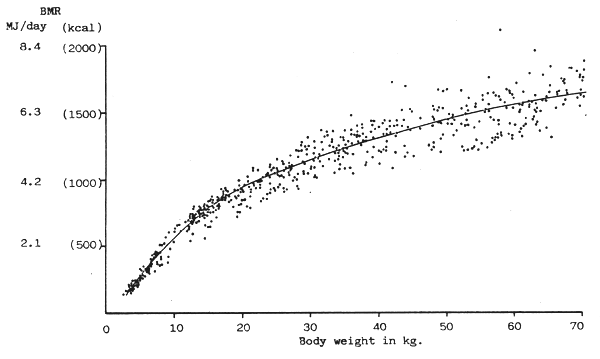 BMR
MJ/day (kcal)
8.4 (2000)
6.3 (1500)
4.2 (1000)
2.1 (500)
0 10 20 30 40 50 60 70
Body weight in kg.